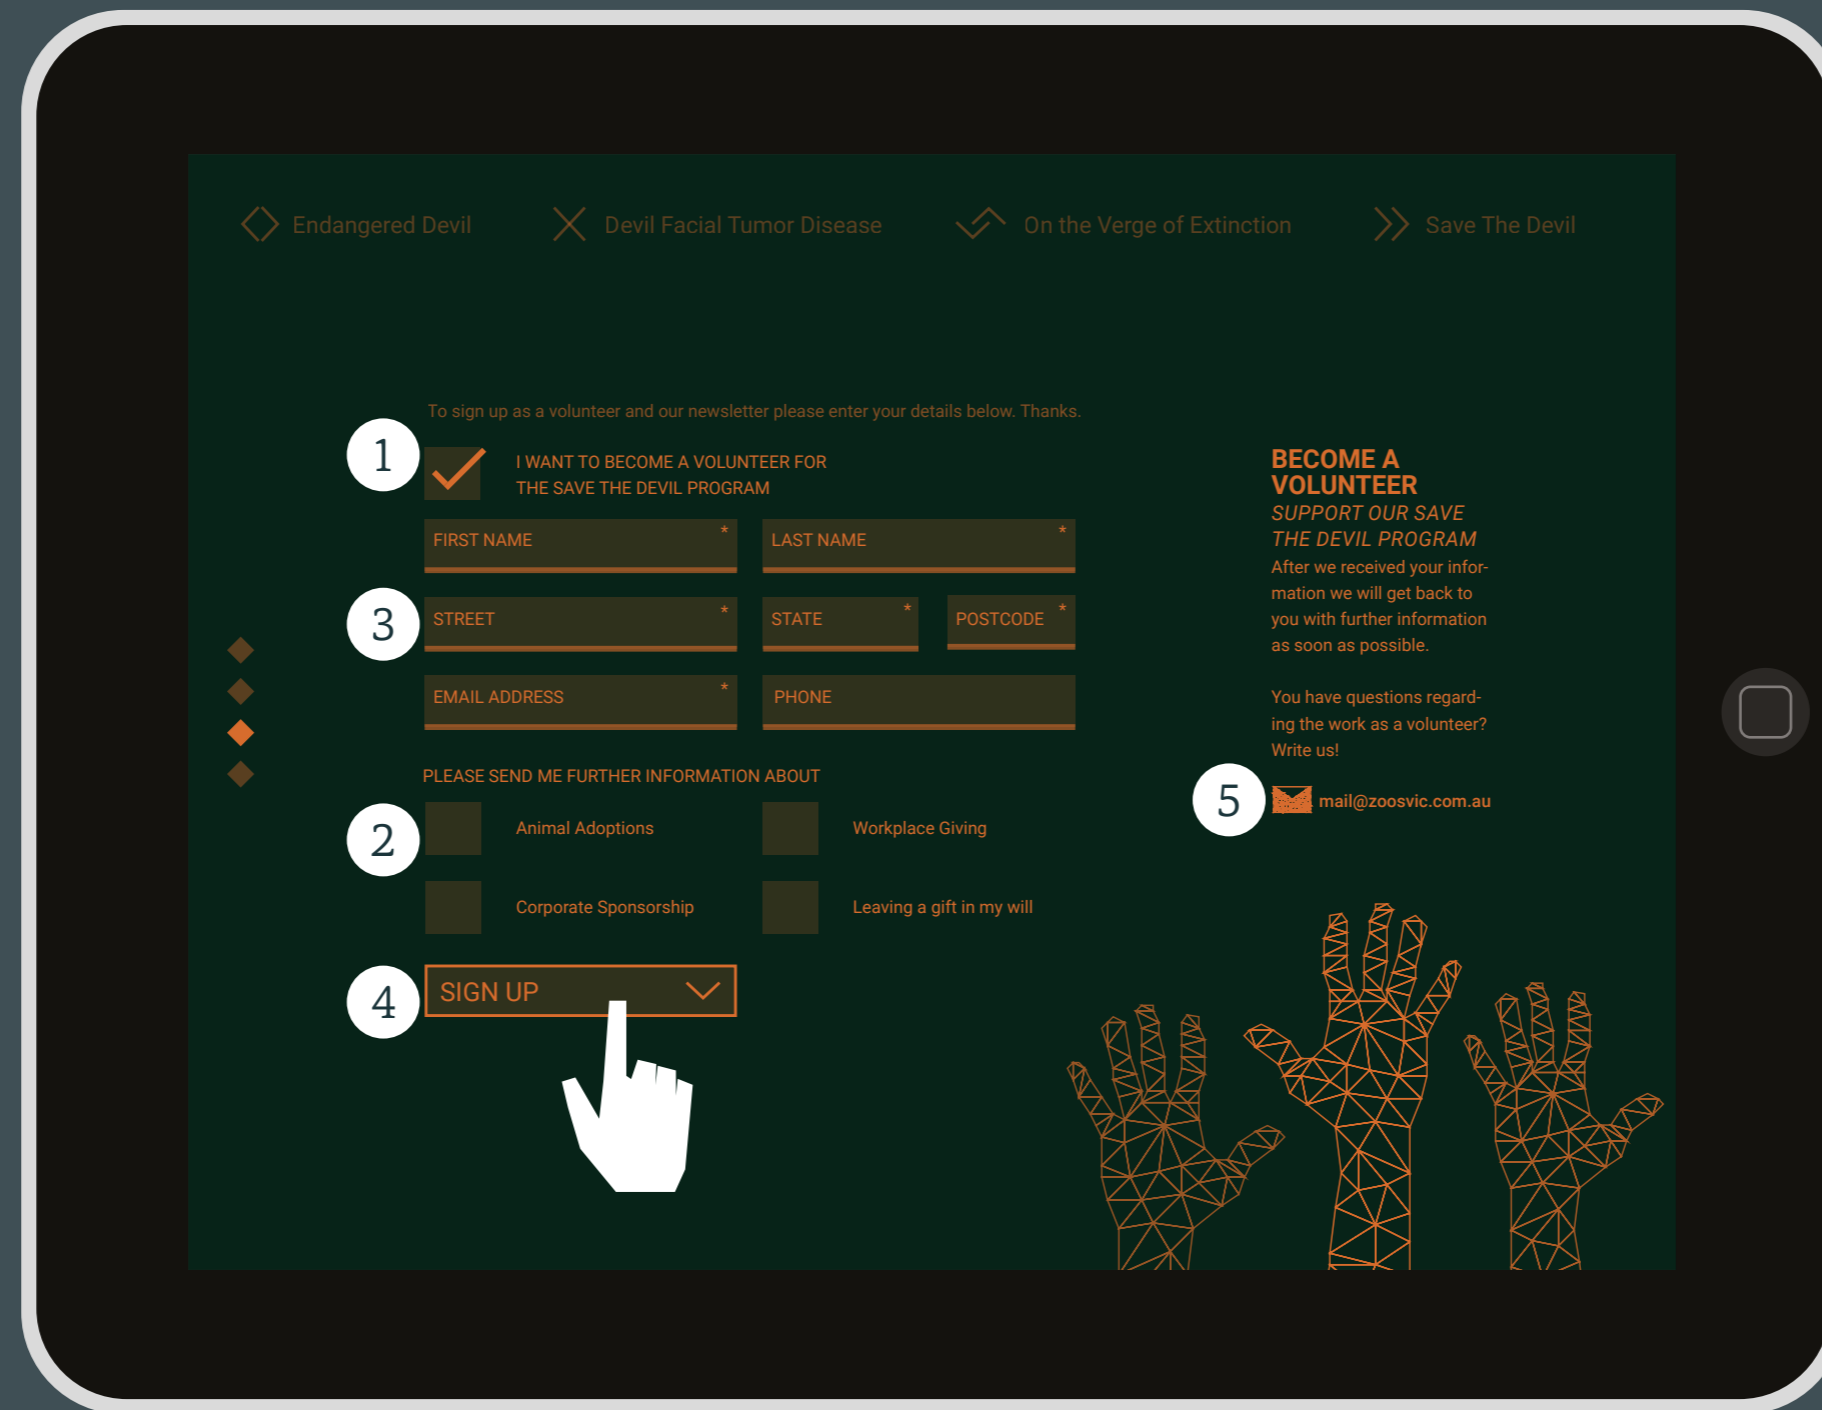 Endangered Devil
Devil Facial Tumor Disease
On the Verge of Extinction
Save The Devil
To sign up as a volunteer and our newsletter please enter your details below. Thanks.
1
I WANT TO BECOME A VOLUNTEER FOR
THE SAVE THE DEVIL PROGRAM
FIRST NAME *
LAST NAME *
3
STREET *
STATE *
POSTCODE *
EMAIL ADDRESS *
PHONE
PLEASE SEND ME FURTHER INFORMATION ABOUT
2
Animal Adoptions
Workplace Giving
Corporate Sponsorship
Leaving a gift in my will
4
SIGN UP
BECOME A
VOLUNTEER
SUPPORT OUR SAVE
THE DEVIL PROGRAM
After we received your infor-
mation we will get back to
you with further information
as soon as possible.
You have questions regard-
ing the work as a volunteer?
Write us!
5
mail@zoosvic.com.au